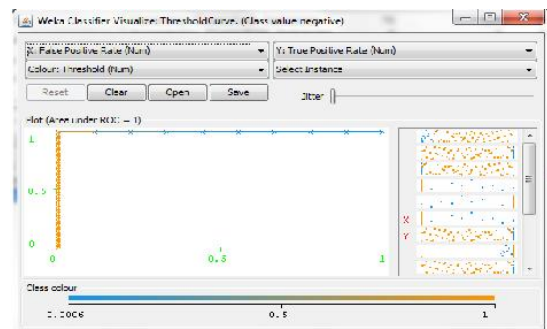 Weka Classifier Visualize: ThresholdCurve. (Class value negative)
X: False Positive Rate (Num)
Y: True Positive Rate (Num)
Colour: Threshold (Num)
Select Instance
Reset
Clear
Open
Save
Jitter
Plot (Area under ROC = 1)
1
0.5
0
0
0.5
1
X
Y
Class colour
0.0006
0.5
1